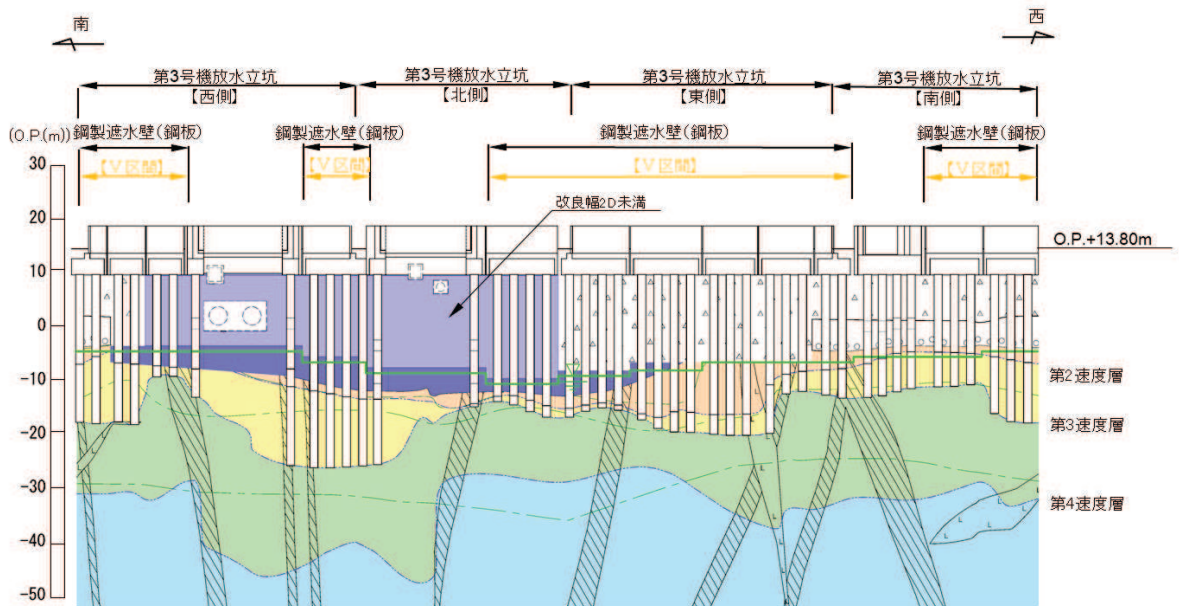 南
西
第3号機放水立坑
【西側】
第3号機放水立坑
【北側】
第3号機放水立坑
【東側】
第3号機放水立坑
【南側】
(O.P.(m))
鋼製遮水壁(鋼板)
鋼製遮水壁(鋼板)
鋼製遮水壁(鋼板)
鋼製遮水壁(鋼板)
【Ⅴ区間】
【Ⅴ区間】
【Ⅴ区間】
【Ⅴ区間】
30
20
10
0
-10
-20
-30
-40
-50
改良幅2D未満
O.P.+13.80m
第2速度層
第3速度層
第4速度層